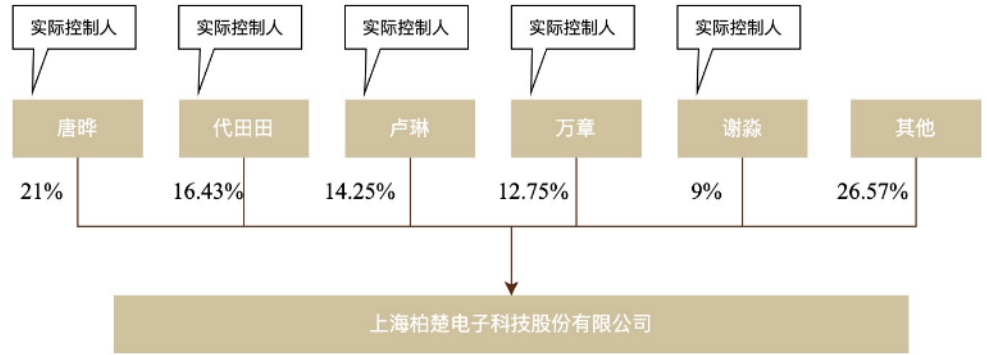 实际控制人 实际控制人 实际控制人 实际控制人 实际控制人
唐晔 代田田 卢琳 万章 谢淼 其他
21% 16.43% 14.25% 12.75% 9% 26.57%
上海柏楚电子科技股份有限公司